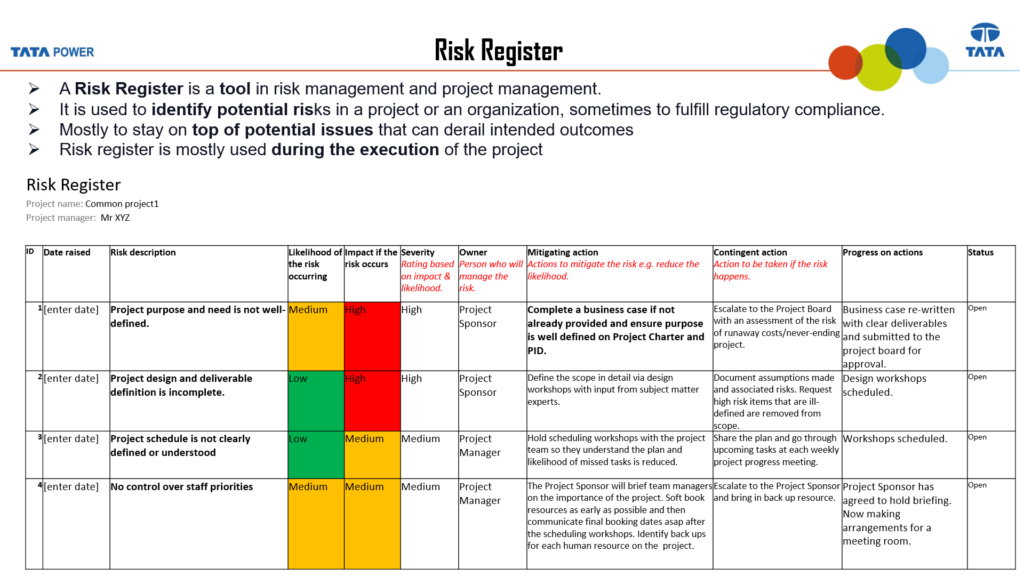 Risk Register
TATA POWER
TATA
➢ A Risk Register is a tool in risk management and project management.
➢ It is used to identify potential risks in a project or an organization, sometimes to fulfill regulatory compliance.
➢ Mostly to stay on top of potential issues that can derail intended outcomes
➢ Risk register is mostly used during the execution of the project
Risk Register
Project name: Common project1
Project manager: Mr XYZ
ID
Date raised
Risk description
Likelihood of
the risk
occurring
Impact if the
risk occurs
Severity
Rating based
on impact &
likelihood.
Owner
Person who will
manage the
risk.
Mitigating action
Actions to mitigate the risk e.g. reduce the
likelihood.
Contingent action
Action to be taken if the risk
happens.
Progress on actions
Status
1
[enter date]
Project purpose and need is not well-
defined.
Medium
High
High
Project
Sponsor
Complete a business case if not
already provided and ensure purpose
is well defined on Project Charter and
PID.
Escalate to the Project Board
with an assessment of the risk
of runaway costs/never-ending
project.
Business case re-written
with clear deliverables
and submitted to the
project board for
approval.
Open
2
[enter date]
Project design and deliverable
definition is incomplete.
Low
High
High
Project
Sponsor
Define the scope in detail via design
workshops with input from subject matter
experts.
Document assumptions made
and associated risks. Request
high risk items that are ill-
defined are removed from
scope.
Design workshops
scheduled.
Open
3
[enter date]
Project schedule is not clearly
defined or understood
Low
Medium
Medium
Project
Manager
Hold scheduling workshops with the project
team so they understand the plan and
likelihood of missed tasks is reduced.
Share the plan and go through
upcoming tasks at each weekly
project progress meeting.
Workshops scheduled.
Open
4
[enter date]
No control over staff priorities
Medium
Medium
Medium
Project
Manager
The Project Sponsor will brief team managers
on the importance of the project. Soft book
resources as early as possible and then
communicate final booking dates asap after
the scheduling workshops. Identify back ups
for each human resource on the project.
Escalate to the Project Sponsor
and bring in back up resource.
Project Sponsor has
agreed to hold briefing.
Now making
arrangements for a
meeting room.
Open